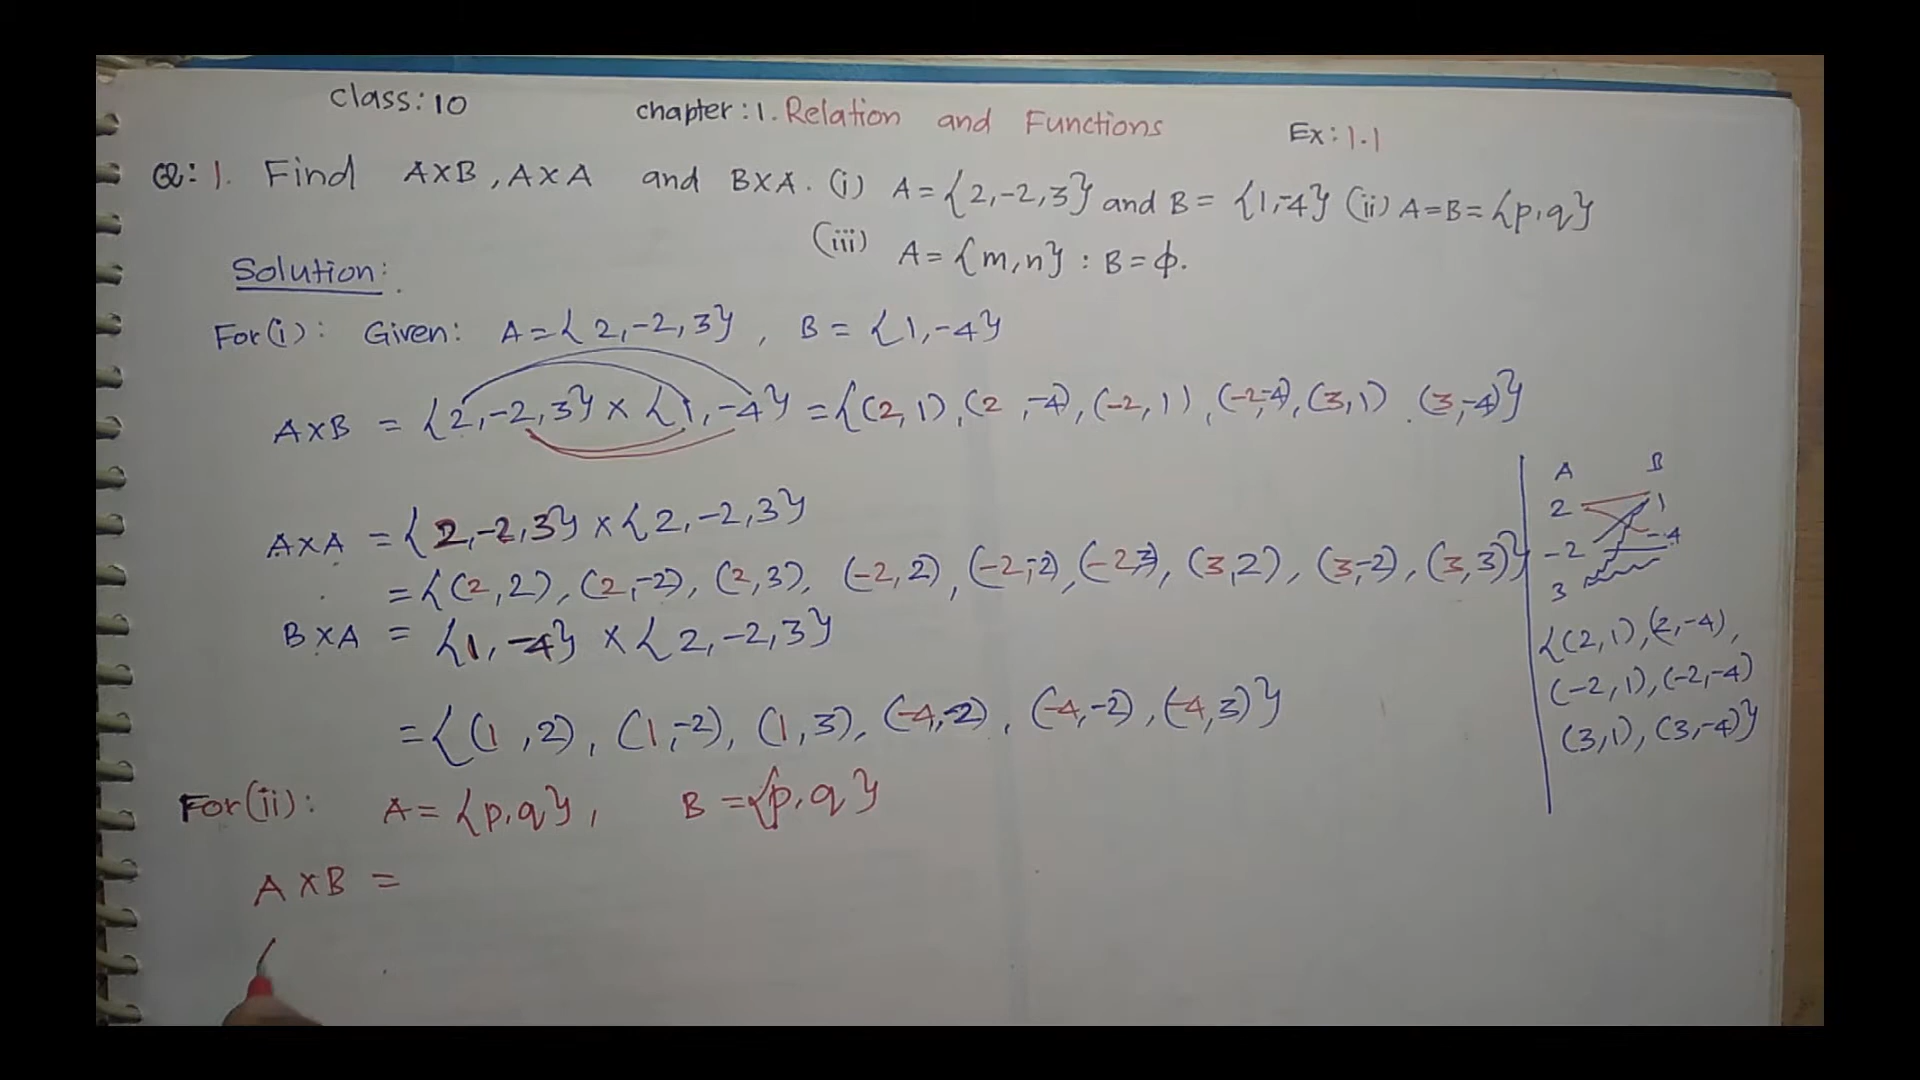 class: 10
chapter: 1. Relation and Functions
Ex: 1.1
Q: 1. Find A×B, A×A and B×A. (i) A={2,-2,3} and B={1,-4} (ii) A=B={p,q}
(iii) A={m,n} : B=ϕ.
Solution:
For(i): Given: A={2,-2,3}, B={1,-4}
A×B = {2,-2,3} × {1,-4} = {(2,1), (2,-4), (-2,1), (-2,-4), (3,1), (3,-4)}
A×A = {2,-2,3} × {2,-2,3}
= {(2,2), (2,-2), (2,3), (-2,2), (-2,-2), (-2,3), (3,2), (3,-2), (3,3)}
B×A = {1,-4} × {2,-2,3}
= {(1,2), (1,-2), (1,3), (-4,2), (-4,-2), (-4,3)}
For(ii): A={p,q}, B={p,q}
A×B =
A B
2 1
-2 -4
3
{(2,1), (2,-4),
(-2,1), (-2,-4)
(3,1), (3,-4)}